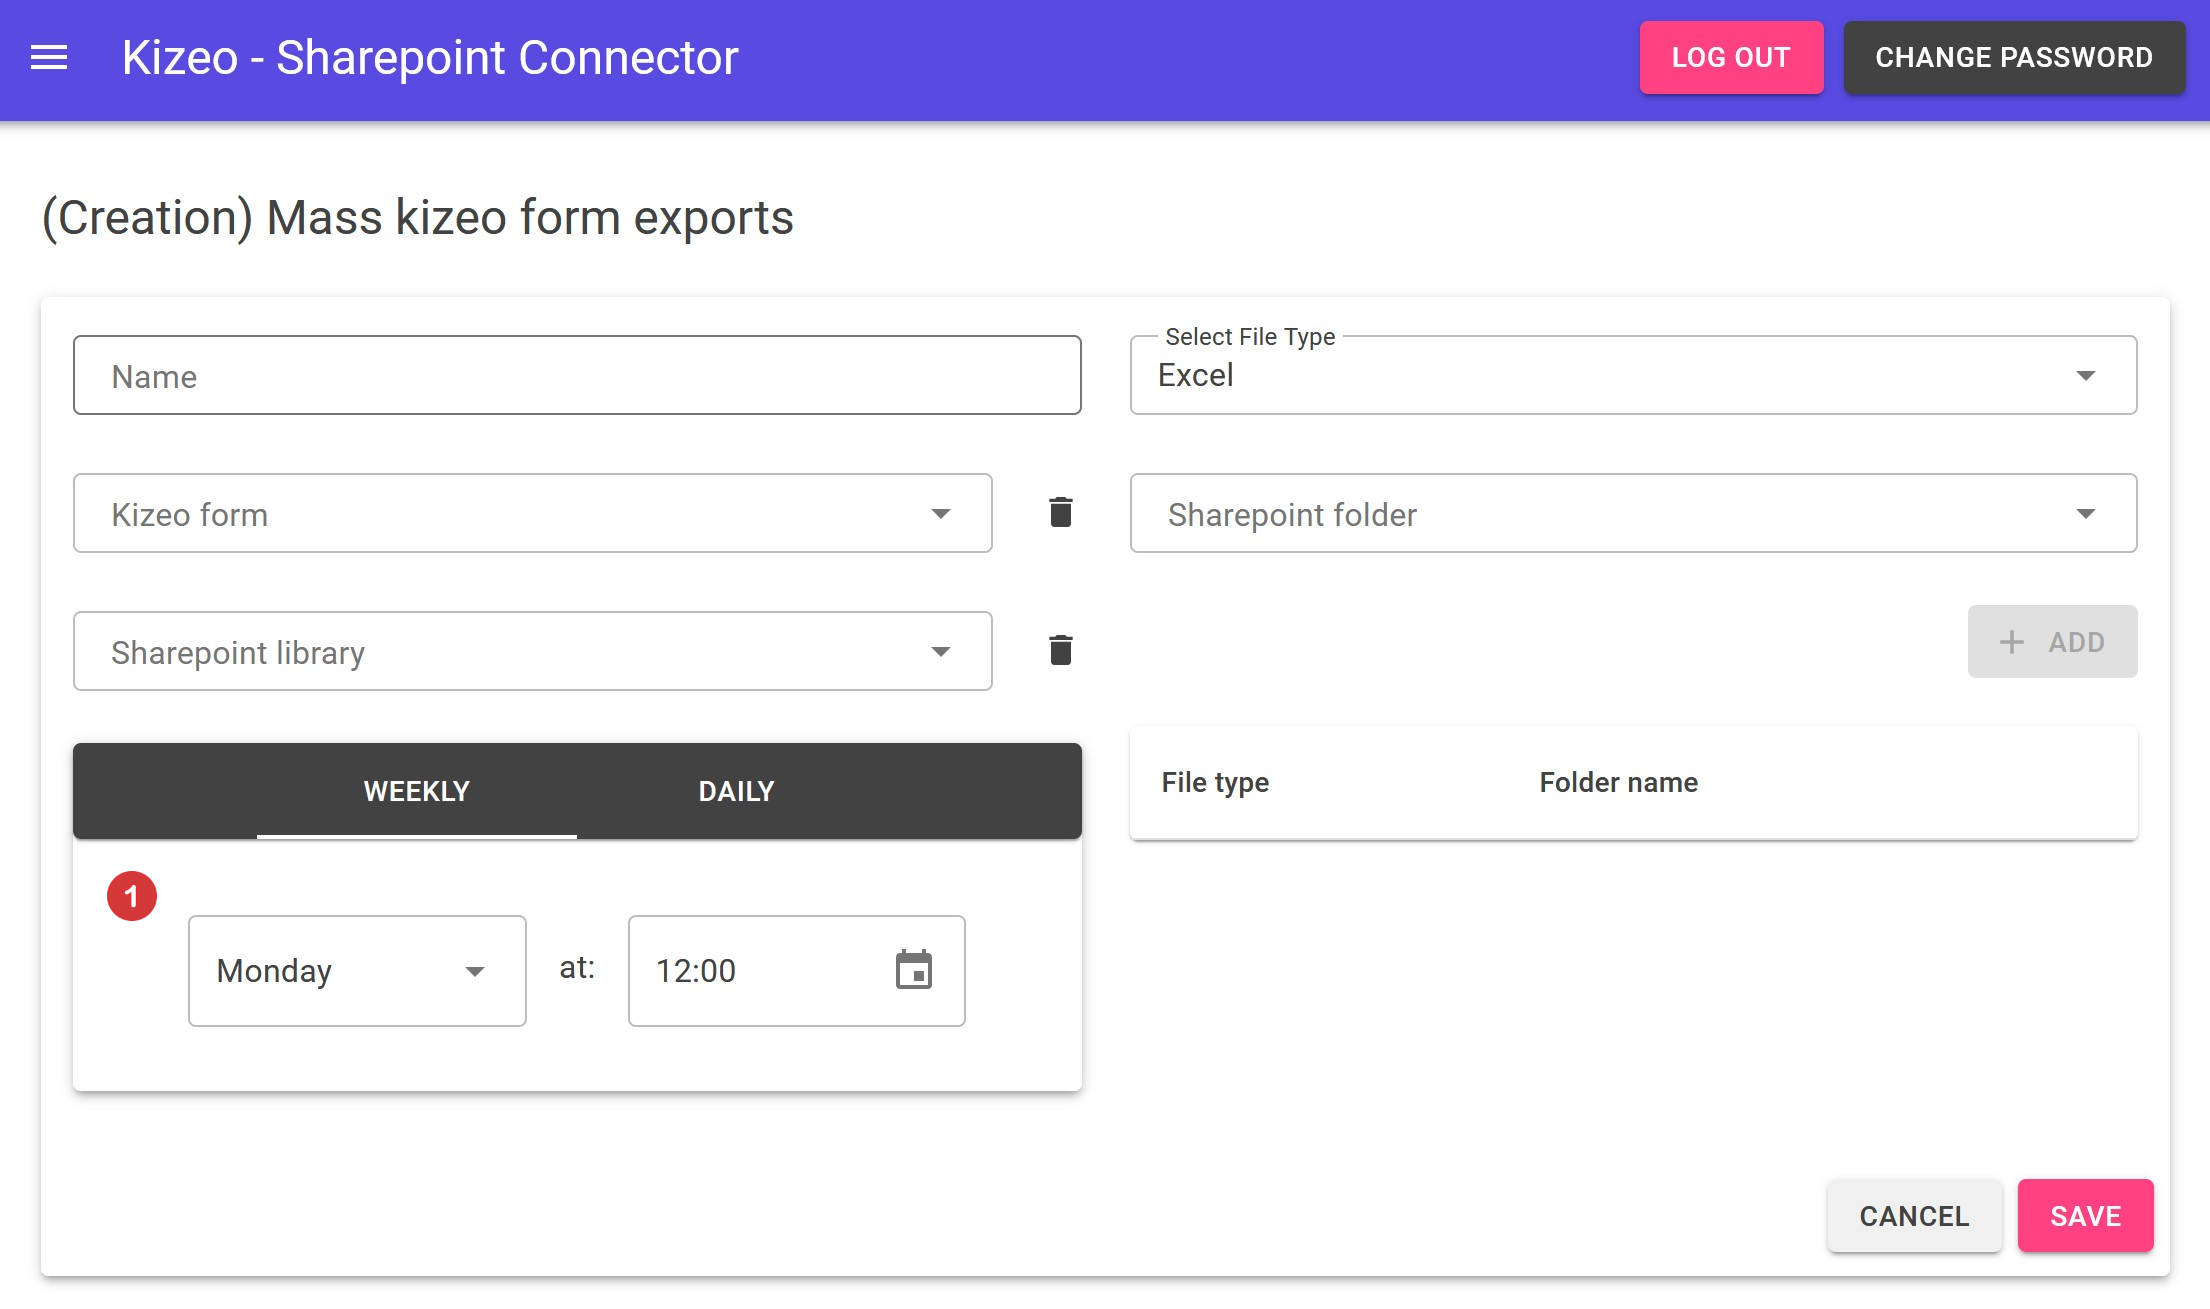 Kizeo - Sharepoint Connector
LOG OUT
CHANGE PASSWORD
(Creation) Mass kizeo form exports
Name
Select File Type
Excel
Kizeo form
Sharepoint folder
Sharepoint library
+ ADD
WEEKLY
DAILY
File type
Folder name
1
Monday
at:
12:00
CANCEL
SAVE